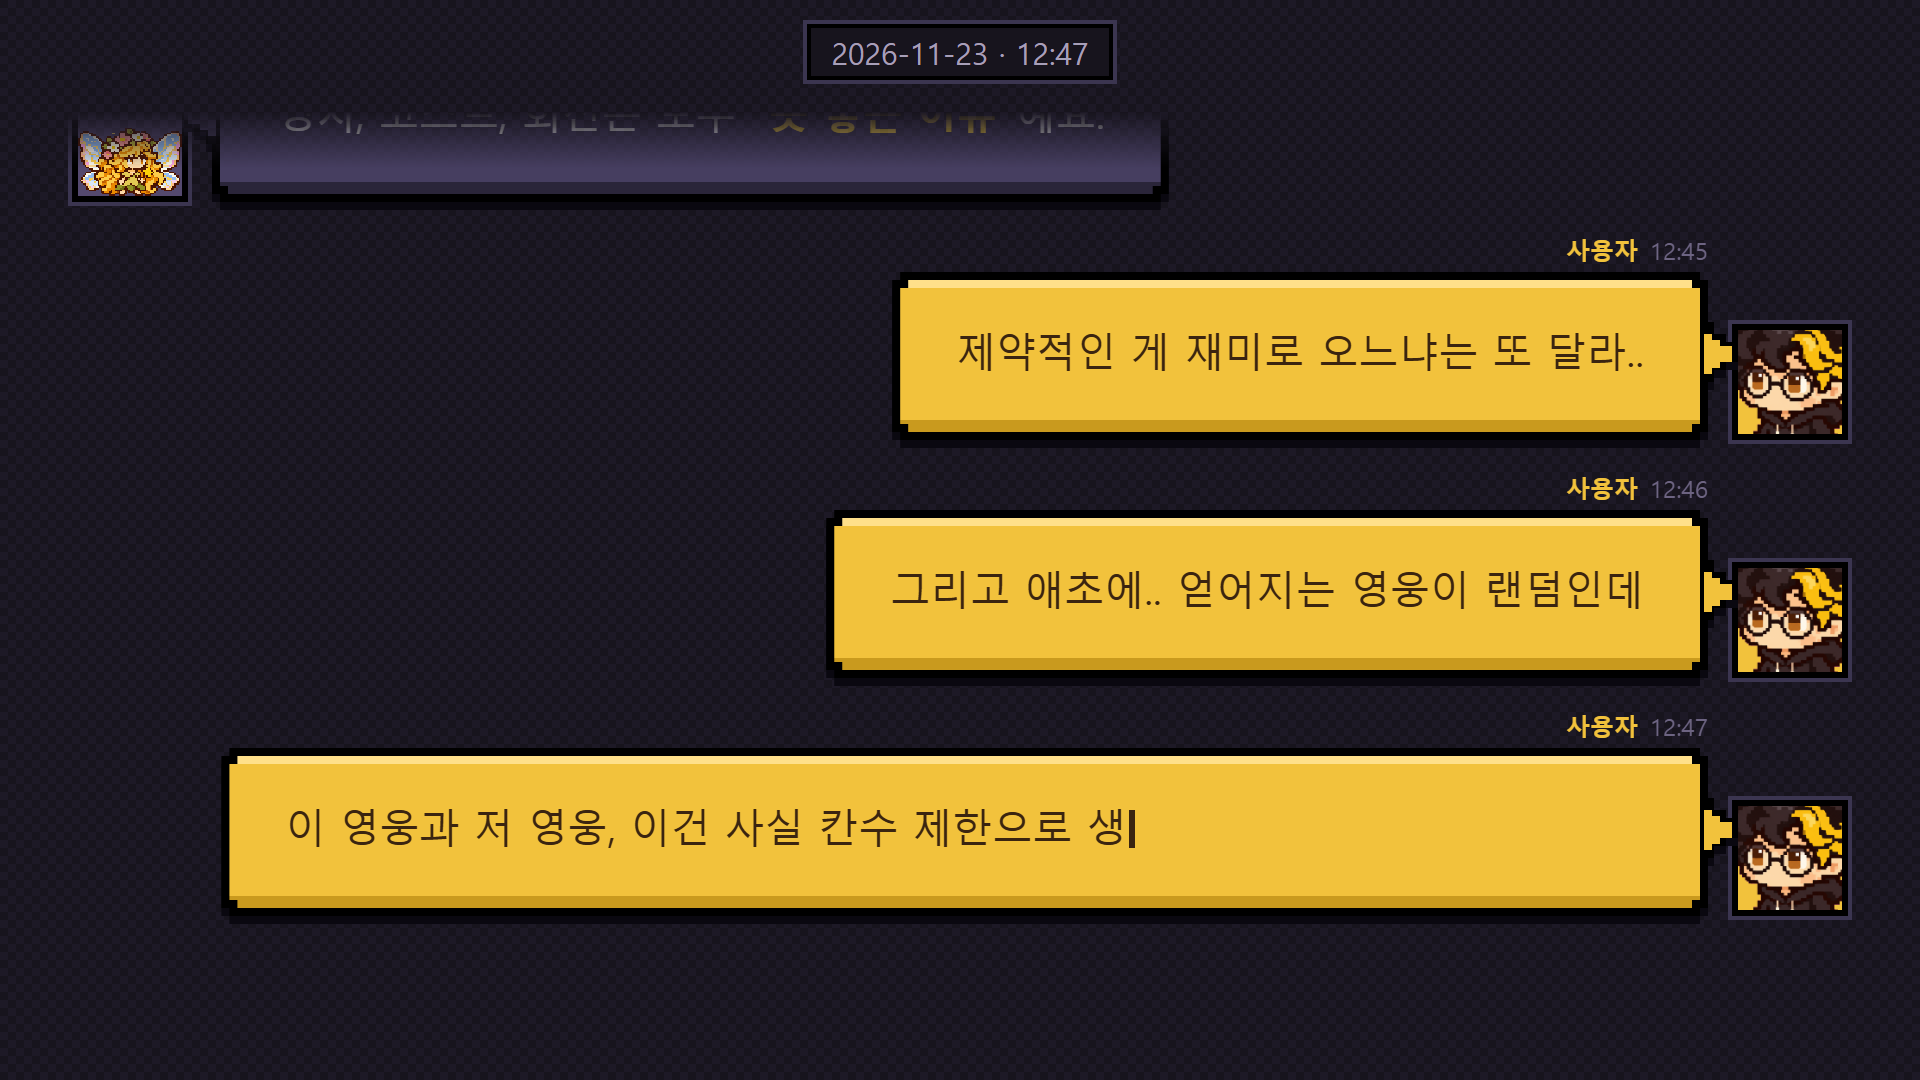 2026-11-23 · 12:47
사용자 12:45
제약적인 게 재미로 오느냐는 또 달라..
사용자 12:46
그리고 애초에.. 얻어지는 영웅이 랜덤인데
사용자 12:47
이 영웅과 저 영웅, 이건 사실 칸수 제한으로 생